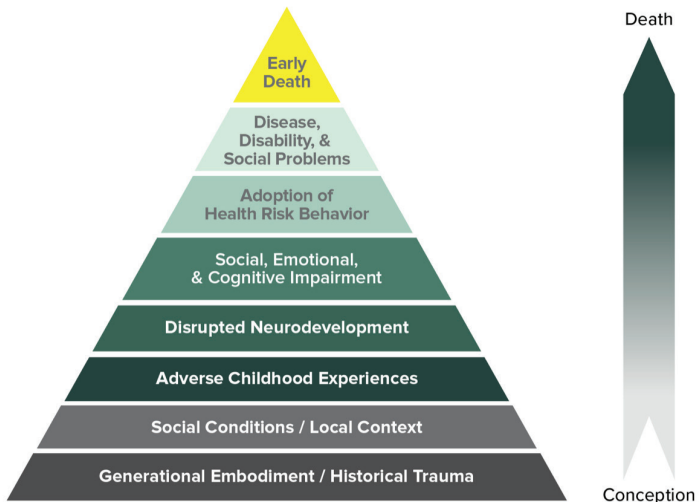 Death
Early
Death
Disease,
Disability, &
Social Problems
Adoption of
Health Risk Behavior
Social, Emotional,
& Cognitive Impairment
Disrupted Neurodevelopment
Adverse Childhood Experiences
Social Conditions / Local Context
Generational Embodiment / Historical Trauma
Conception